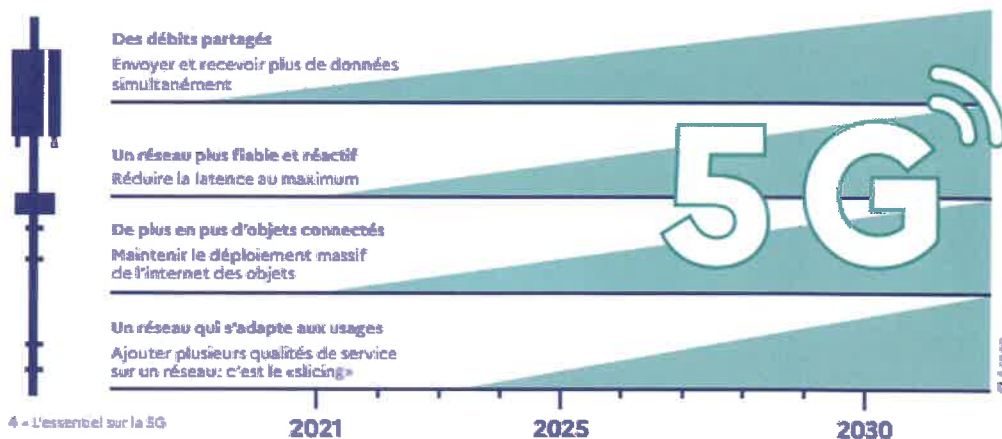 Des débits partagés
Envoyer et recevoir plus de données
simultanément
Un réseau plus fiable et réactif
Réduire la latence au maximum
De plus en pus d'objets connectés
Maintenir le déploiement massif
de l'internet des objets
Un réseau qui s'adapte aux usages
Ajouter plusieurs qualités de service
sur un réseau: c'est le «slicing»
5G
2021
2025
2030
4 - L'essentiel sur la 5G